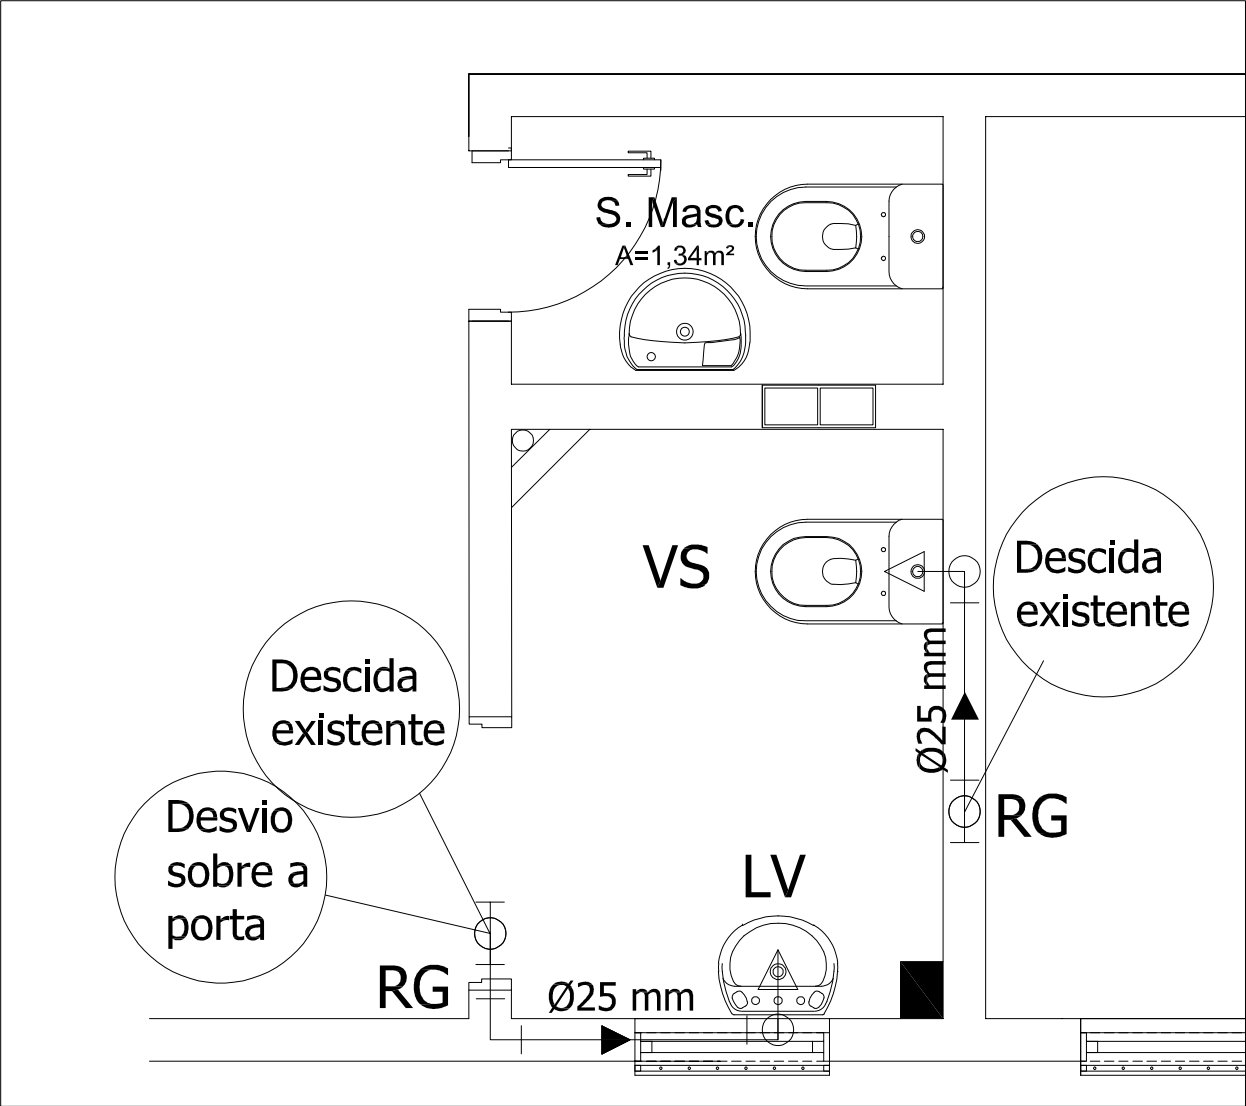 S. Masc.
A=1,34m²
VS
Descida
existente
Ø25 mm
RG
Descida
existente
Desvio
sobre a
porta
LV
RG
Ø25 mm